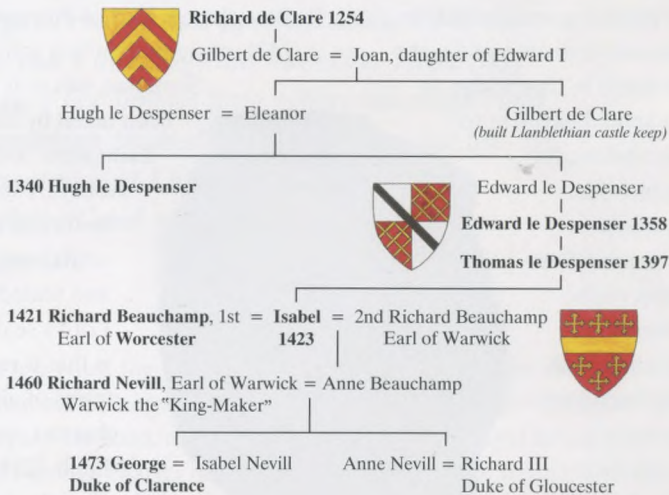 Richard de Clare 1254
Gilbert de Clare = Joan, daughter of Edward I
Hugh le Despenser = Eleanor
Gilbert de Clare
(built Llanblethian castle keep)
1340 Hugh le Despenser
Edward le Despenser
Edward le Despenser 1358
Thomas le Despenser 1397
1421 Richard Beauchamp, 1st = Isabel = 2nd Richard Beauchamp
Earl of Worcester 1423 Earl of Warwick
1460 Richard Nevill, Earl of Warwick = Anne Beauchamp
Warwick the "King-Maker"
1473 George = Isabel Nevill Anne Nevill = Richard III
Duke of Clarence Duke of Gloucester